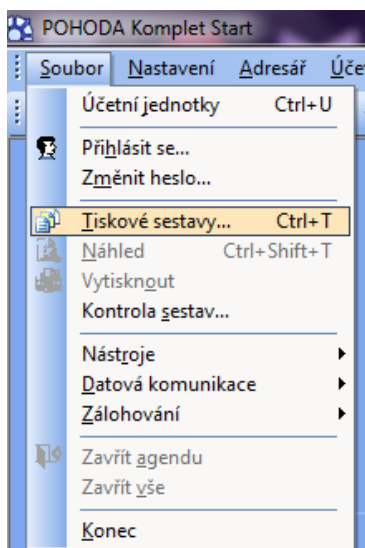 POHODA Komplet Start
Soubor Nastavení Adresář
Účetní jednotky Ctrl+U
Přihlásit se...
Změnit heslo...
Tiskové sestavy... Ctrl+T
Náhled Ctrl+Shift+T
Vytisknout
Kontrola sestav...
Nástroje
Datová komunikace
Zálohování
Zavřít agendu
Zavřít vše
Konec